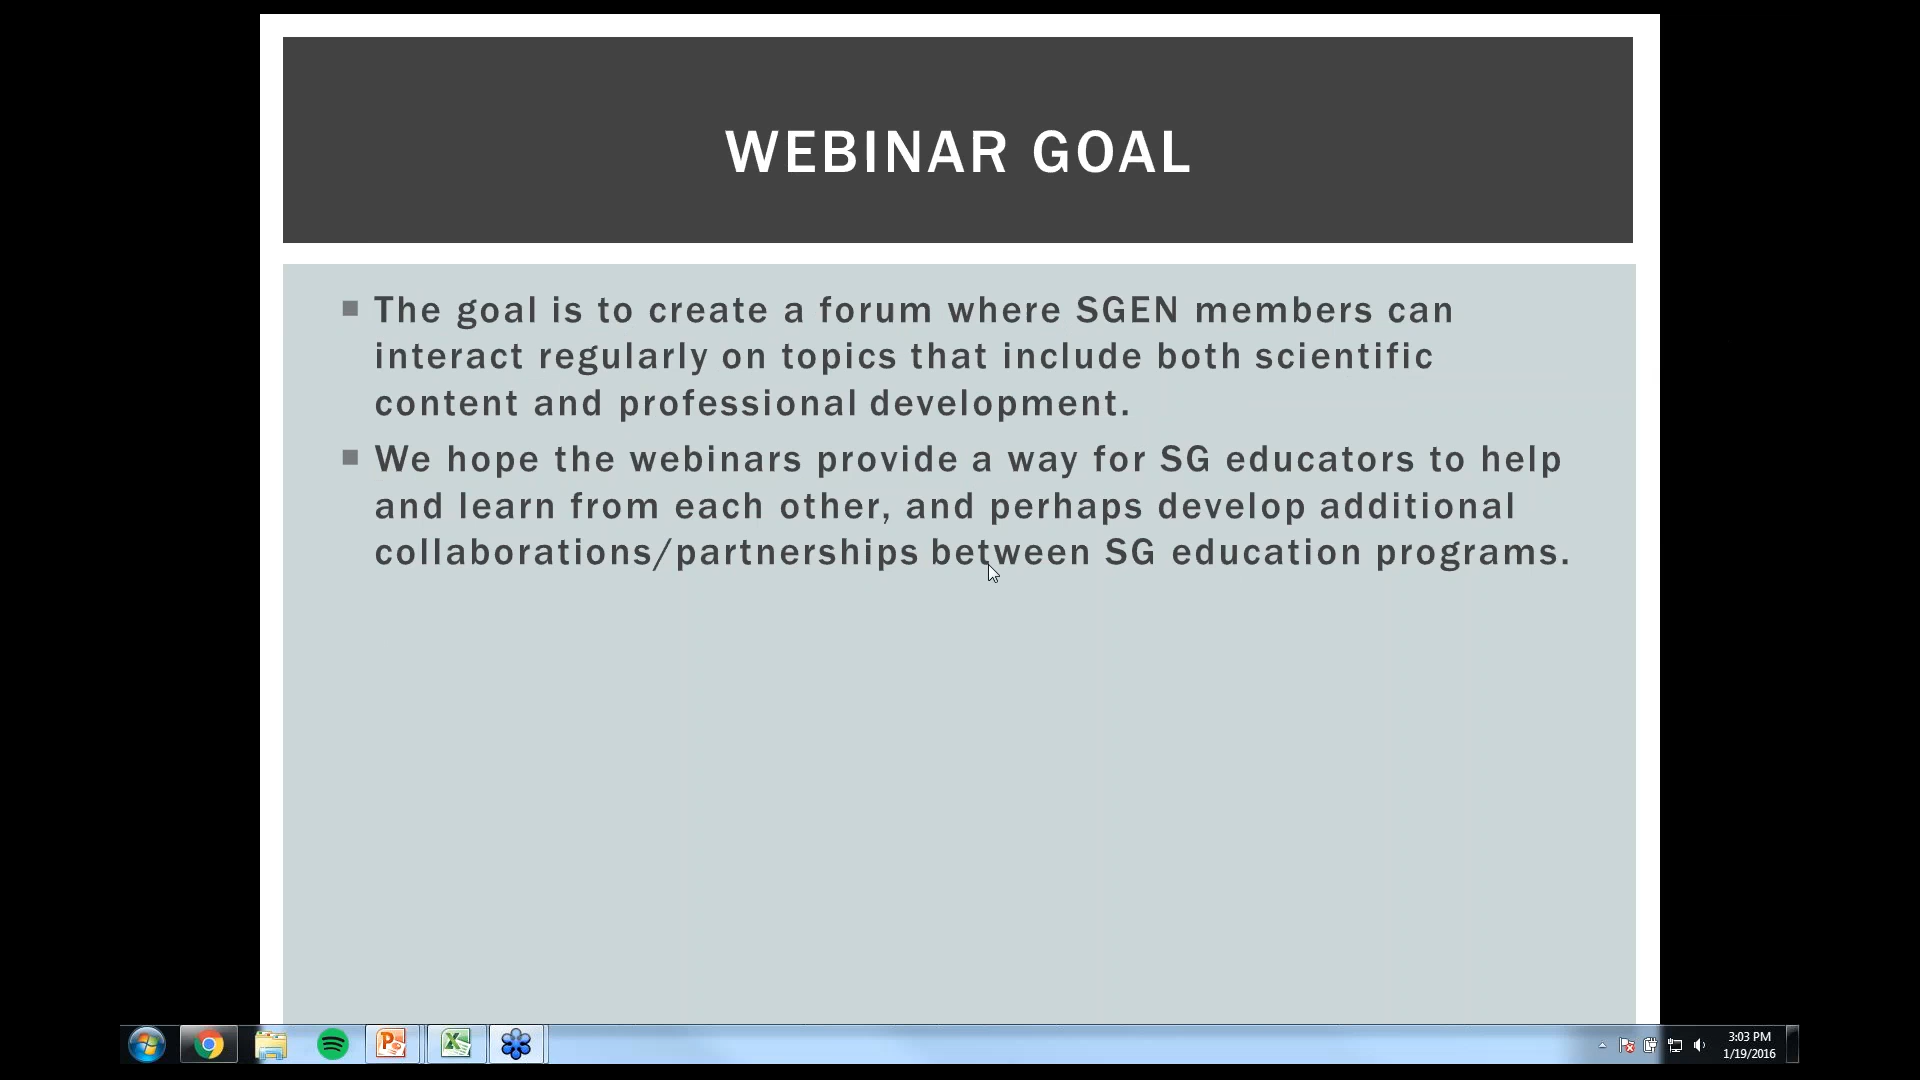 WEBINAR GOAL
The goal is to create a forum where SGEN members can
interact regularly on topics that include both scientific
content and professional development.
We hope the webinars provide a way for SG educators to help
and learn from each other, and perhaps develop additional
collaborations/partnerships between SG education programs.
3:03 PM
1/19/2016